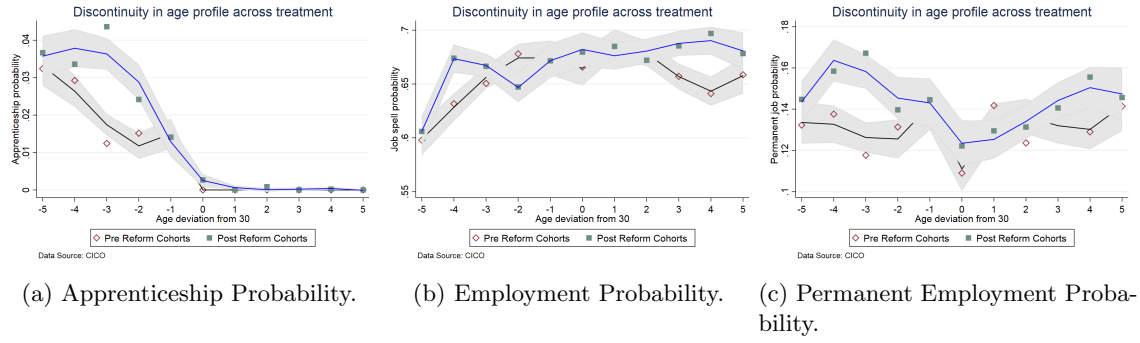 Discontinuity in age profile across treatment
Apprenticeship probability
.04
.03
.02
.01
0
-5 -4 -3 -2 -1 0 1 2 3 4 5
Age deviation from 30
Pre Reform Cohorts Post Reform Cohorts
Data Source: CICO
(a) Apprenticeship Probability.
Discontinuity in age profile across treatment
Job spell probability
.7
.65
.6
.55
-5 -4 -3 -2 -1 0 1 2 3 4 5
Age deviation from 30
Pre Reform Cohorts Post Reform Cohorts
Data Source: CICO
(b) Employment Probability.
Discontinuity in age profile across treatment
Permanent job probability
.18
.16
.14
.12
.1
-5 -4 -3 -2 -1 0 1 2 3 4 5
Age deviation from 30
Pre Reform Cohorts Post Reform Cohorts
Data Source: CICO
(c) Permanent Employment Proba-
bility.